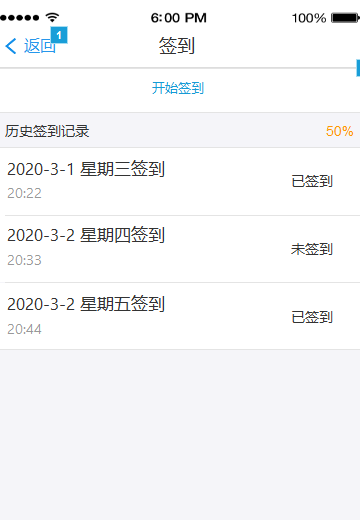 6:00 PM
100%
返回
1
签到
开始签到
历史签到记录
50%
2020-3-1 星期三签到
20:22
已签到
2020-3-2 星期四签到
20:33
未签到
2020-3-2 星期五签到
20:44
已签到